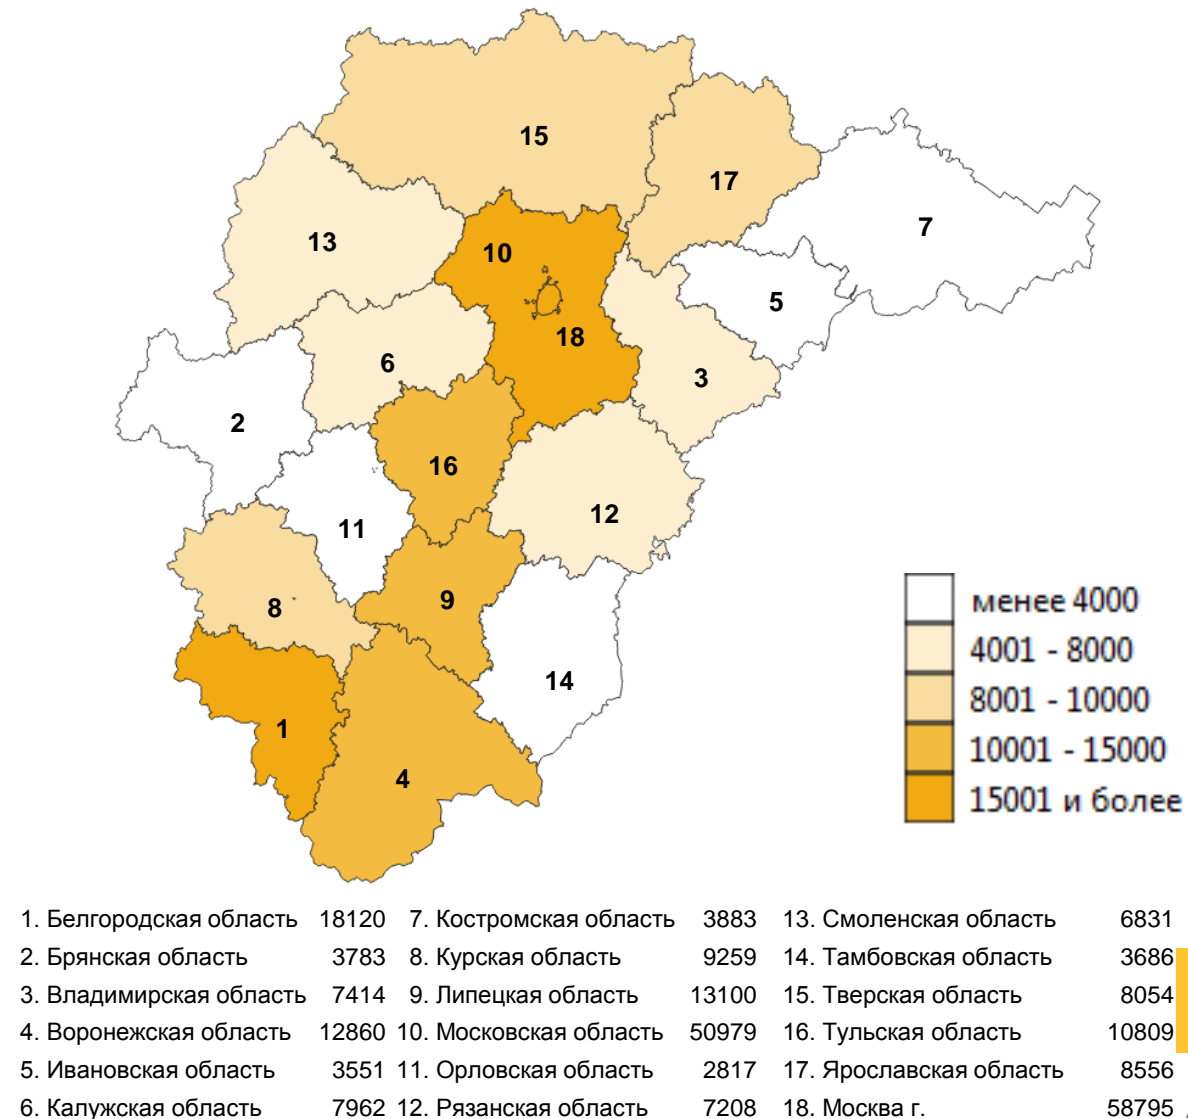 15
17
7
13
10
5
18
6
3
2
16
12
11
9
8
14
1
4
менее 4000
4001 - 8000
8001 - 10000
10001 - 15000
15001 и более
1. Белгородская область 18120 7. Костромская область 3883 13. Смоленская область 6831
2. Брянская область 3783 8. Курская область 9259 14. Тамбовская область 3686
3. Владимирская область 7414 9. Липецкая область 13100 15. Тверская область 8054
4. Воронежская область 12860 10. Московская область 50979 16. Тульская область 10809
5. Ивановская область 3551 11. Орловская область 2817 17. Ярославская область 8556
6. Калужская область 7962 12. Рязанская область 7208 18. Москва г. 58795